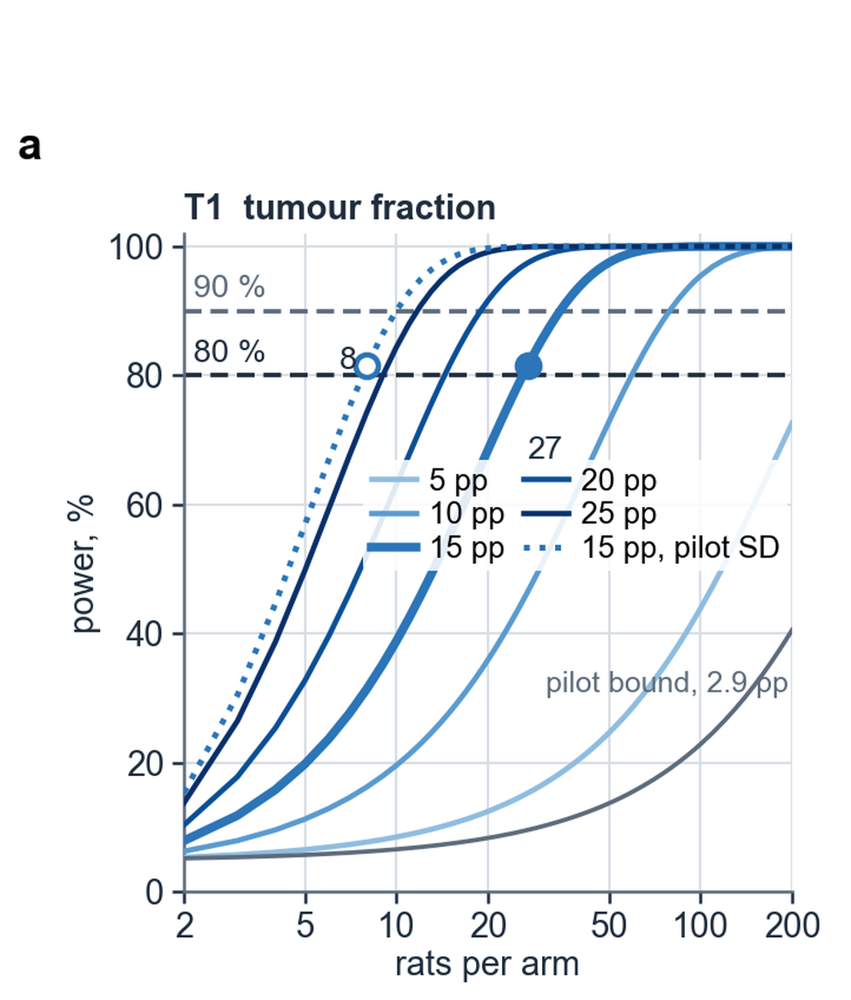 a
T1 tumour fraction
100
90 %
80 %
8
80
27
5 pp 20 pp
60
10 pp 25 pp
15 pp 15 pp, pilot SD
power, %
40
pilot bound, 2.9 pp
20
0
2 5 10 20 50 100 200
rats per arm